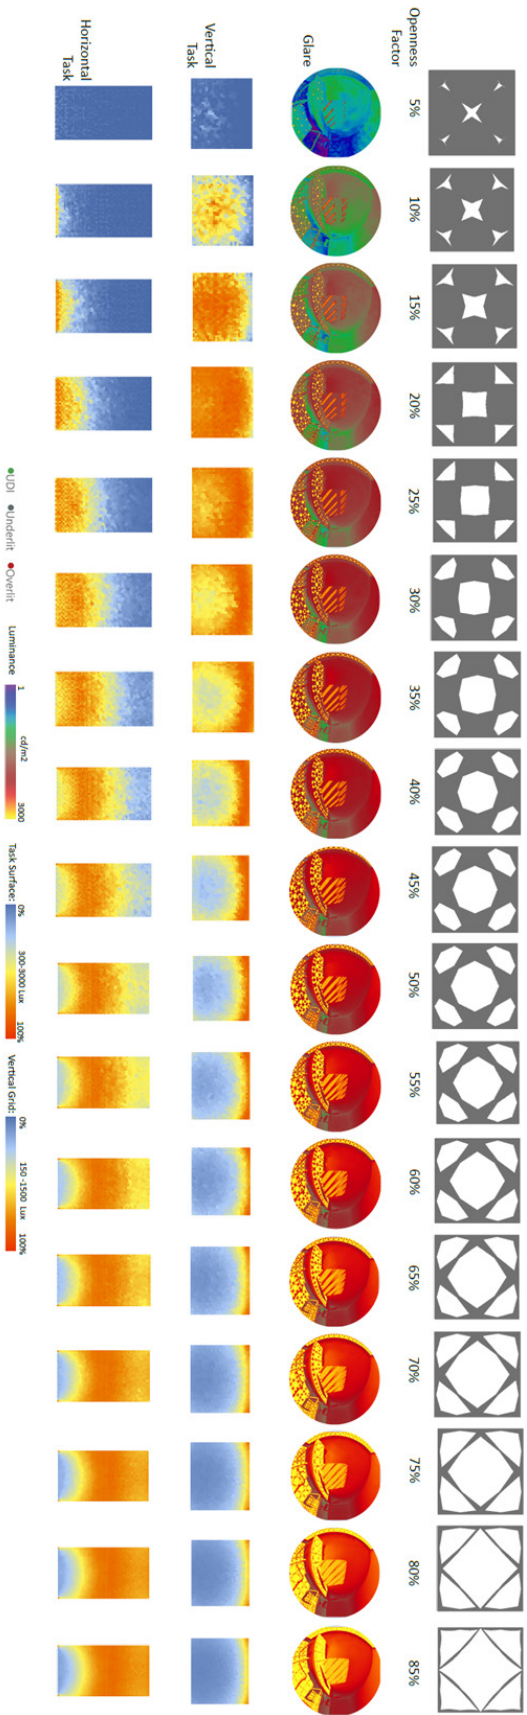 Openness
Factor
5%
10%
15%
20%
25%
30%
35%
40%
45%
50%
55%
60%
65%
70%
75%
80%
85%
Glare
Vertical
Task
Horizontal
Task
UDI
Underlit
Overlit
Luminance
1
cd/m2
3000
Task Surface:
0%
300-3000 Lux
100%
Vertical Grid:
0%
150 -1500 Lux
100%